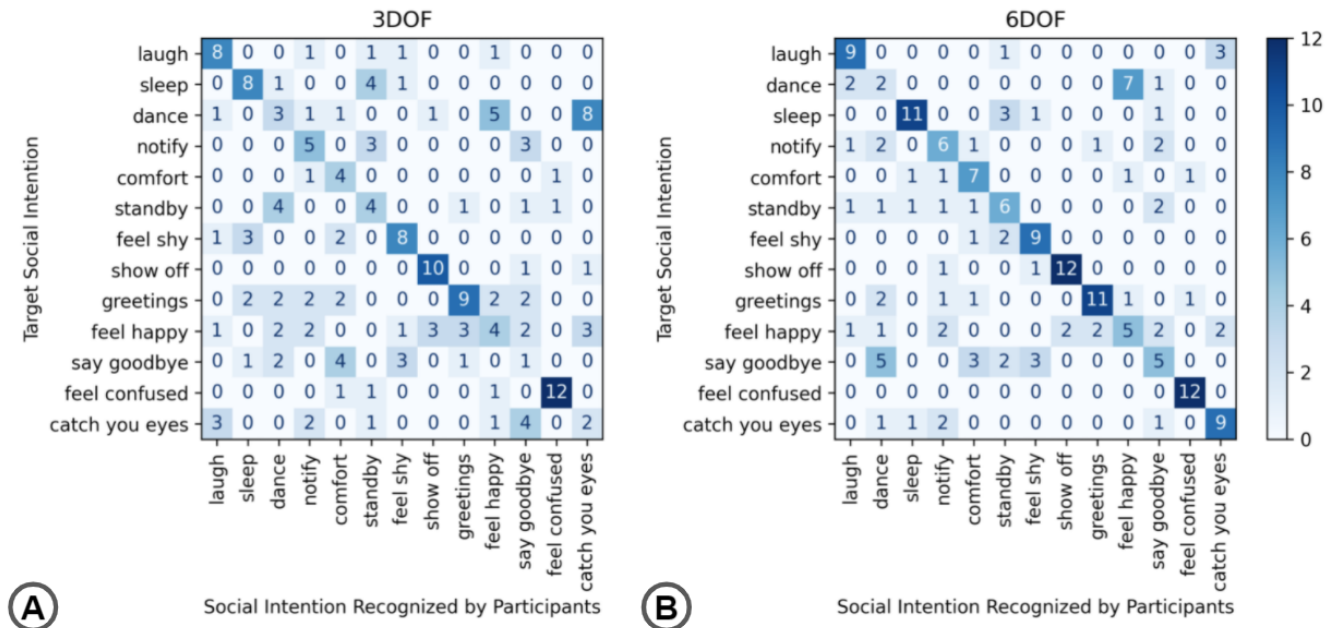 3DOF
laugh 8 0 0 1 0 1 1 0 0 1 0 0 0
sleep 0 8 1 0 0 4 1 0 0 0 0 0 0
dance 1 0 3 1 1 0 0 1 0 5 0 0 8
notify 0 0 0 5 0 3 0 0 0 0 3 0 0
comfort 0 0 0 1 4 0 0 0 0 0 0 1 0
standby 0 0 4 0 0 4 0 0 1 0 1 1 0
feel shy 1 3 0 0 2 0 8 0 0 0 0 0 0
show off 0 0 0 0 0 0 0 10 0 0 1 0 1
greetings 0 2 2 2 2 0 0 0 9 2 2 0 0
feel happy 1 0 2 2 0 0 1 3 3 4 2 0 3
say goodbye 0 1 2 0 4 0 3 0 1 0 1 0 0
feel confused 0 0 0 0 1 1 0 0 0 1 0 12 0
catch you eyes 3 0 0 2 0 1 0 0 0 1 4 0 2
Target Social Intention
laugh
sleep
dance
notify
comfort
standby
feel shy
show off
greetings
feel happy
say goodbye
feel confused
catch you eyes
A
Social Intention Recognized by Participants
6DOF
laugh 9 0 0 0 0 1 0 0 0 0 0 0 3
dance 2 2 0 0 0 0 0 0 0 7 1 0 0
sleep 0 0 11 0 0 3 1 0 0 0 1 0 0
notify 1 2 0 6 1 0 0 0 1 0 2 0 0
comfort 0 0 1 1 7 0 0 0 0 1 0 1 0
standby 1 1 1 1 1 6 0 0 0 0 2 0 0
feel shy 0 0 0 0 1 2 9 0 0 0 0 0 0
show off 0 0 0 1 0 0 1 12 0 0 0 0 0
greetings 0 2 0 1 1 0 0 0 11 1 0 1 0
feel happy 1 1 0 2 0 0 0 2 2 5 2 0 2
say goodbye 0 5 0 0 3 2 3 0 0 0 5 0 0
feel confused 0 0 0 0 0 0 0 0 0 0 0 12 0
catch you eyes 0 1 1 2 0 0 0 0 0 0 1 0 9
Target Social Intention
laugh
dance
sleep
notify
comfort
standby
feel shy
show off
greetings
feel happy
say goodbye
feel confused
catch you eyes
B
Social Intention Recognized by Participants
12
10
8
6
4
2
0